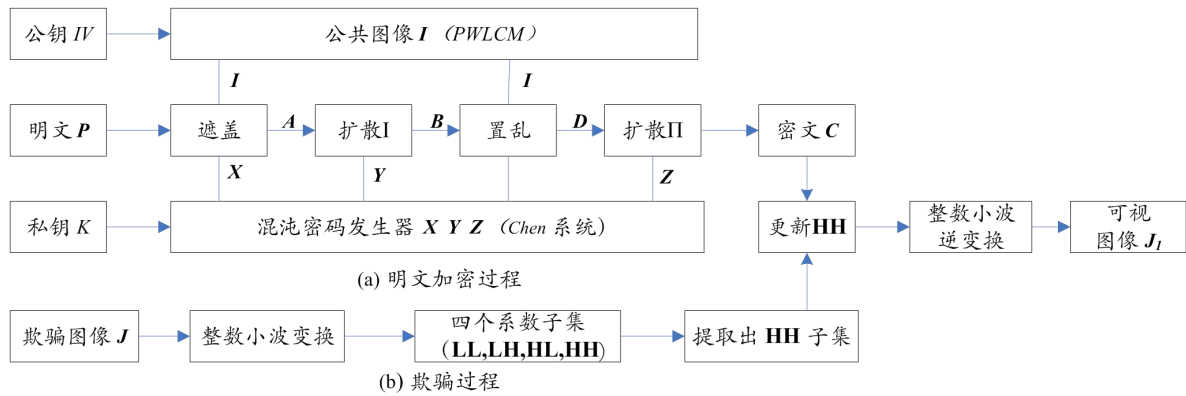 公钥 IV
公共图像 I（PWLCM）
I
I
明文 P
遮盖
A
扩散I
B
置乱
D
扩散Π
密文 C
X
Y
Z
私钥 K
混沌密码发生器 X Y Z（Chen 系统）
更新HH
整数小波
逆变换
可视
图像 J1
(a) 明文加密过程
欺骗图像 J
整数小波变换
四个系数子集
（LL,LH,HL,HH)
提取出 HH 子集
(b) 欺骗过程